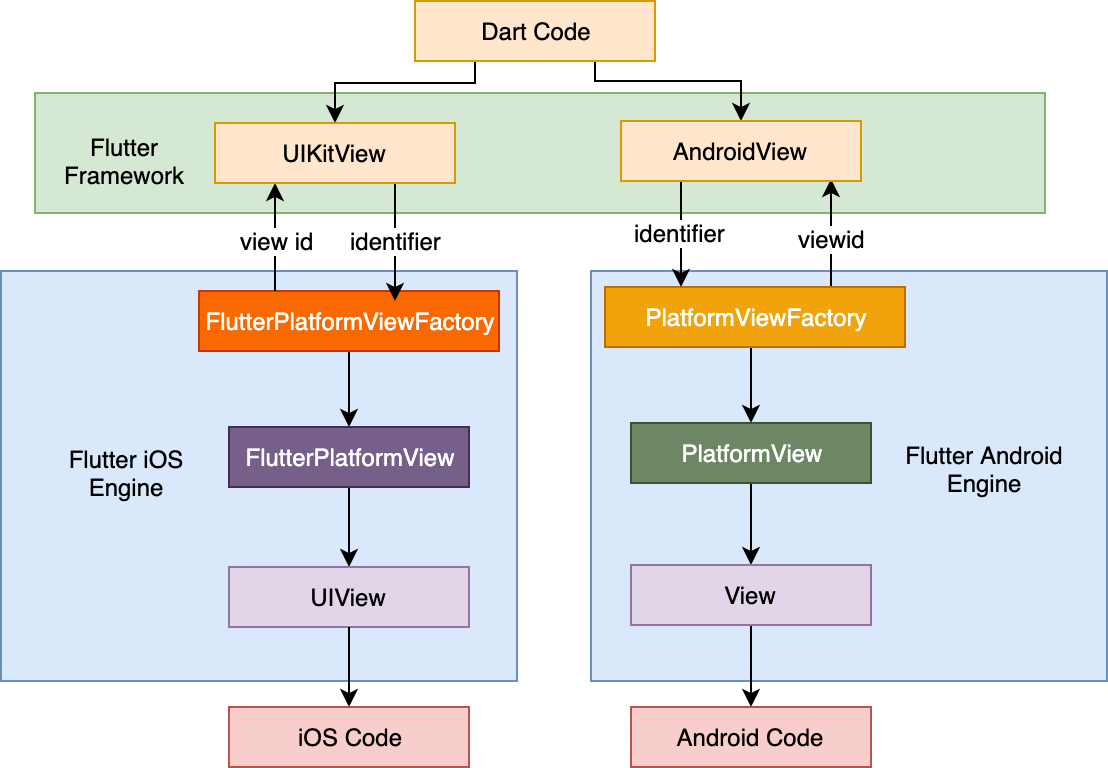 Dart Code
Flutter
Framework
UIKitView
AndroidView
view id
identifier
identifier
viewid
FlutterPlatformViewFactory
PlatformViewFactory
Flutter iOS
Engine
FlutterPlatformView
PlatformView
Flutter Android
Engine
UIView
View
iOS Code
Android Code